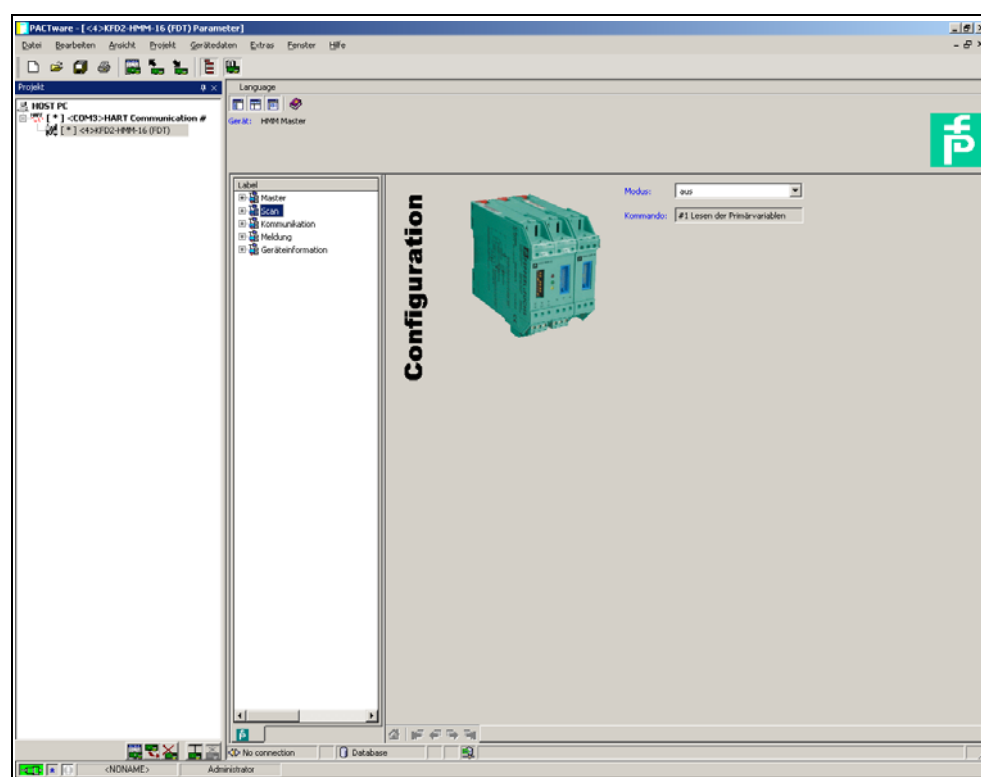 PACTware - [ <4>KFD2-HMM-16 (FDT) Parameter]
Datei Bearbeiten Ansicht Projekt Gerätedaten Extras Fenster Hilfe
Projekt
HOST PC
[ * ] <COM3>HART Communication #
[ * ] <4>KFD2-HMM-16 (FDT)
Language
Gerät: HMM Master
Label
Master
Scan
Kommunikation
Meldung
Geräteinformation
Configuration
Modus: aus
Kommando: #1 Lesen der Primärvariablen
No connection Database
<NONAME> Administrator